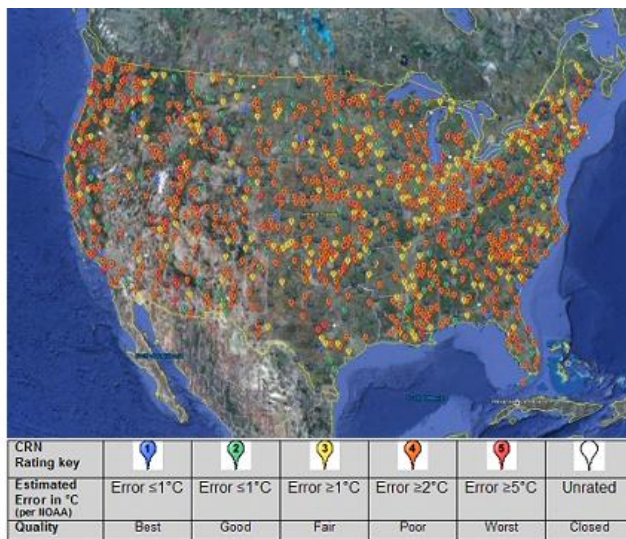 CRN
Rating key
1
2
3
4
5
Estimated
Error in °C
(per NOAA)
Error ≤1°C
Error ≤1°C
Error ≥1°C
Error ≥2°C
Error ≥5°C
Unrated
Quality
Best
Good
Fair
Poor
Worst
Closed